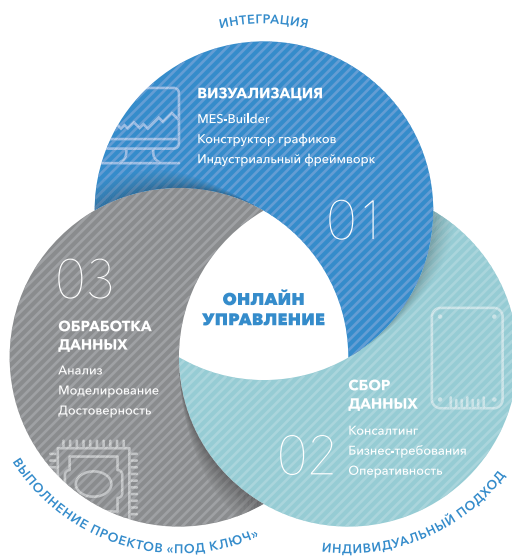 ИНТЕГРАЦИЯ
ВИЗУАЛИЗАЦИЯ
MES-Builder
Конструктор графиков
Индустриальный фреймворк
01
03
ОНЛАЙН
УПРАВЛЕНИЕ
ОБРАБОТКА
ДАННЫХ
Анализ
Моделирование
Достоверность
СБОР
ДАННЫХ
Консалтинг
Бизнес-требования
Оперативность
02
ВЫПОЛНЕНИЕ ПРОЕКТОВ «ПОД КЛЮЧ»
ИНДИВИДУАЛЬНЫЙ ПОДХОД